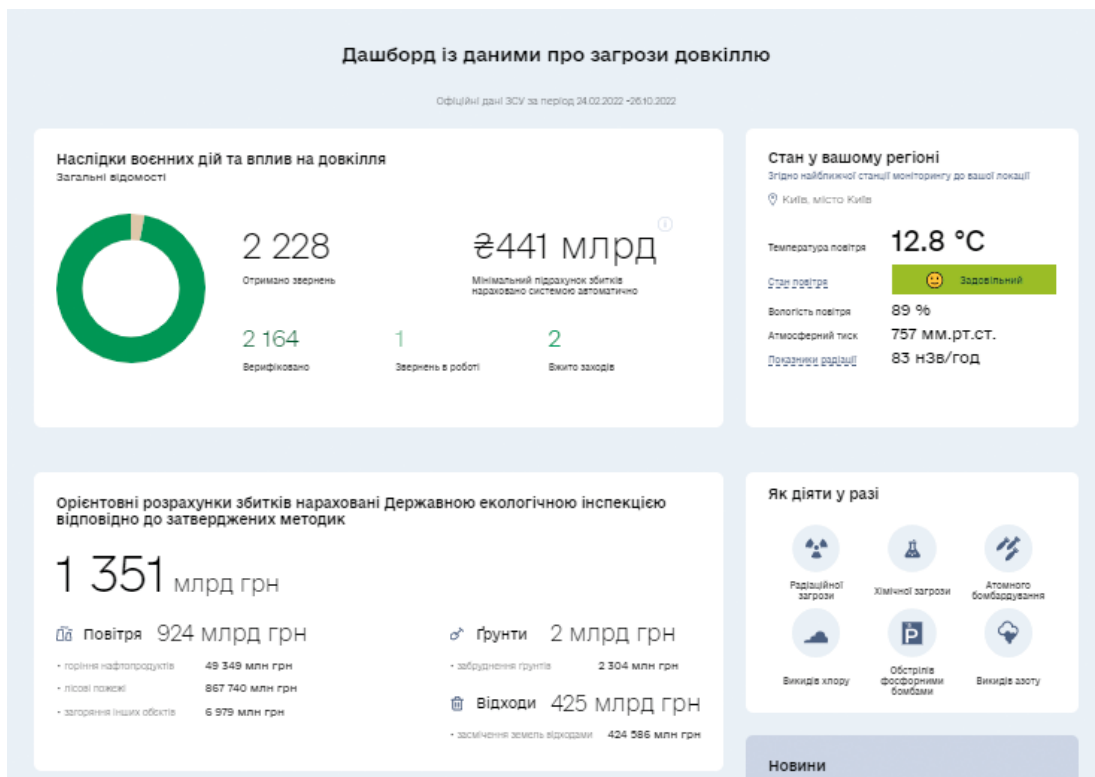 Дашборд із даними про загрози довкіллю
Офіційні дані ЗСУ за період 24.02.2022 -26.10.2022
Наслідки воєнних дій та вплив на довкілля
Загальні відомості
2 228
Отримано звернень
₴441 млрд
Мінімальний підрахунок збитків
нараховано системою автоматично
2 164
Верифіковано
1
Звернень в роботі
2
Вжито заходів
Стан у вашому регіоні
Згідно найближчої станції моніторингу до вашої локації
Київ, місто Київ
Температура повітря 12.8 °C
Стан повітря Задовільний
Вологість повітря 89 %
Атмосферний тиск 757 мм.рт.ст.
Показники радіації 83 нЗв/год
Орієнтовні розрахунки збитків нараховані Державною екологічною інспекцією
відповідно до затверджених методик
1 351 млрд грн
Повітря 924 млрд грн
• горіння нафтопродуктів 49 349 млн грн
• лісові пожежі 867 740 млн грн
• загоряння інших обєктів 6 979 млн грн
Ґрунти 2 млрд грн
• забруднення ґрунтів 2 304 млн грн
Відходи 425 млрд грн
• засмічення земель відходами 424 586 млн грн
Як діяти у разі
Радіаційної
загрози
Хімічної загрози
Атомного
бомбардування
Викидів хлору
P
Обстрілів
фосфорними
бомбами
Викидів азоту
Новини